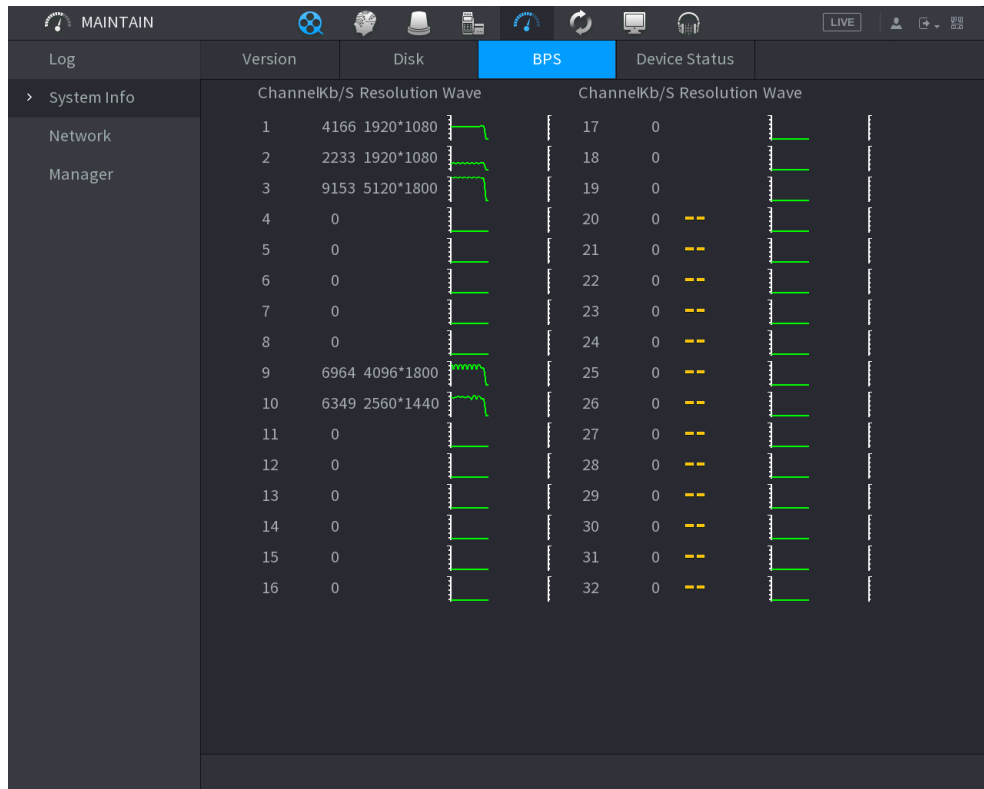 MAINTAIN LIVE
Log Version Disk BPS Device Status
System Info ChannelKb/S Resolution Wave ChannelKb/S Resolution Wave
1 4166 1920*1080 17 0
Network
2 2233 1920*1080 18 0
Manager
3 9153 5120*1800 19 0
4 0 20 0 --
5 0 21 0 --
6 0 22 0 --
7 0 23 0 --
8 0 24 0 --
9 6964 4096*1800 25 0 --
10 6349 2560*1440 26 0 --
11 0 27 0 --
12 0 28 0 --
13 0 29 0 --
14 0 30 0 --
15 0 31 0 --
16 0 32 0 --